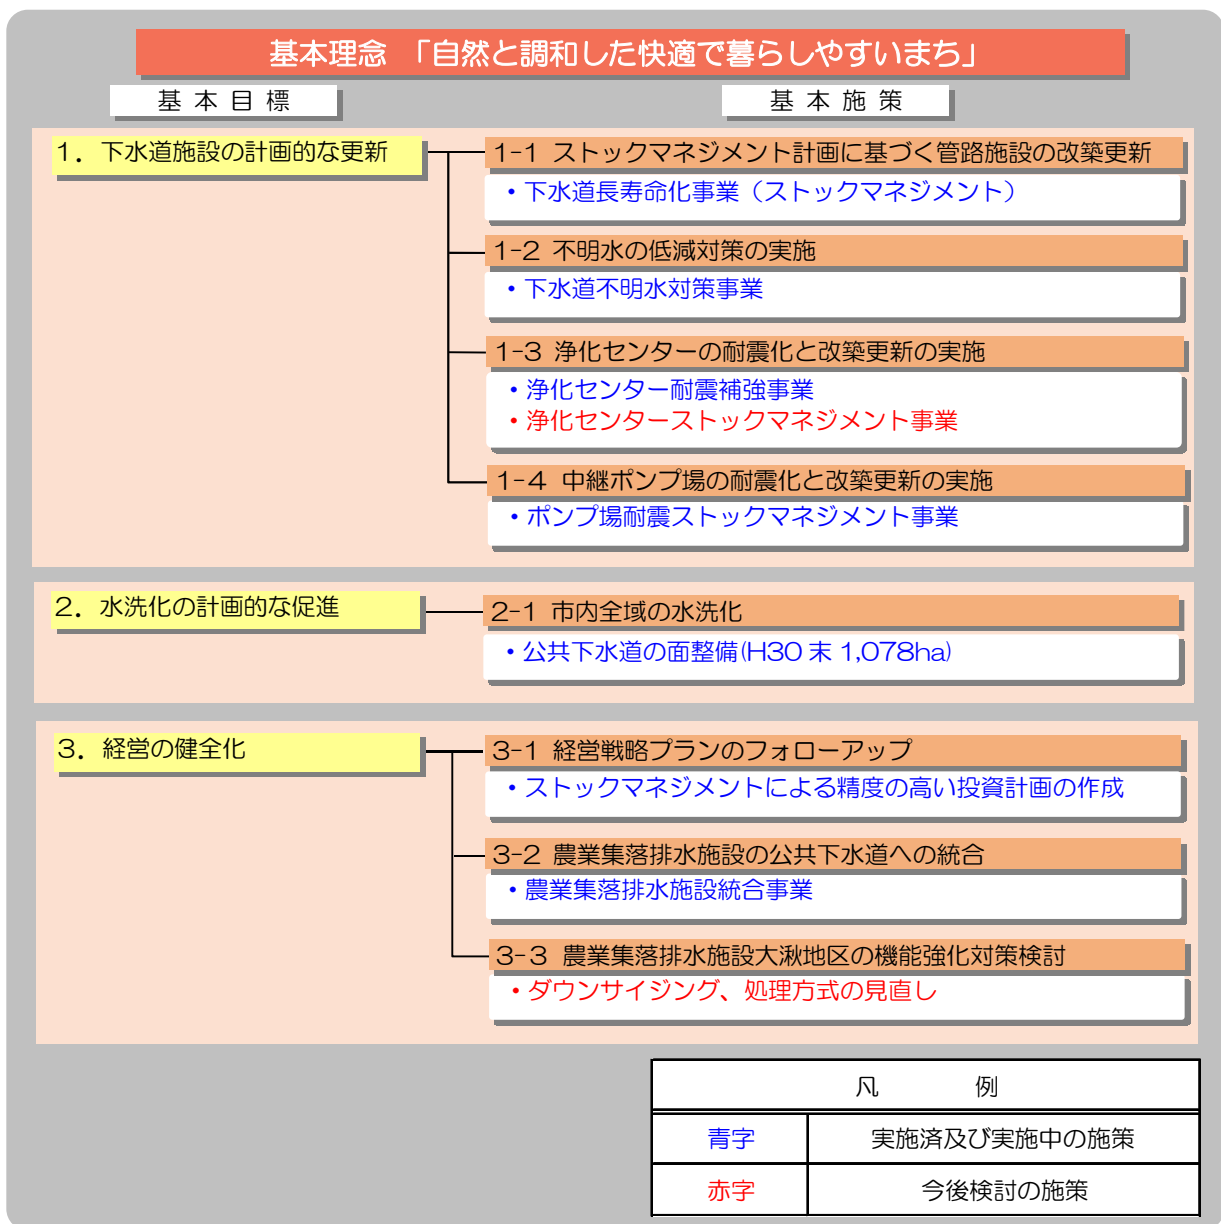 基本理念 「自然と調和した快適で暮らしやすいまち」
基本目標
基本施策
1. 下水道施設の計画的な更新
1-1 ストックマネジメント計画に基づく管路施設の改築更新
・下水道長寿命化事業（ストックマネジメント）
1-2 不明水の低減対策の実施
・下水道不明水対策事業
1-3 浄化センターの耐震化と改築更新の実施
・浄化センター耐震補強事業
・浄化センターストックマネジメント事業
1-4 中継ポンプ場の耐震化と改築更新の実施
・ポンプ場耐震ストックマネジメント事業
2. 水洗化の計画的な促進
2-1 市内全域の水洗化
・公共下水道の面整備(H30 末 1,078ha)
3. 経営の健全化
3-1 経営戦略プランのフォローアップ
・ストックマネジメントによる精度の高い投資計画の作成
3-2 農業集落排水施設の公共下水道への統合
・農業集落排水施設統合事業
3-3 農業集落排水施設大湫地区の機能強化対策検討
・ダウンサイジング、処理方式の見直し
凡 例
青字 実施済及び実施中の施策
赤字 今後検討の施策